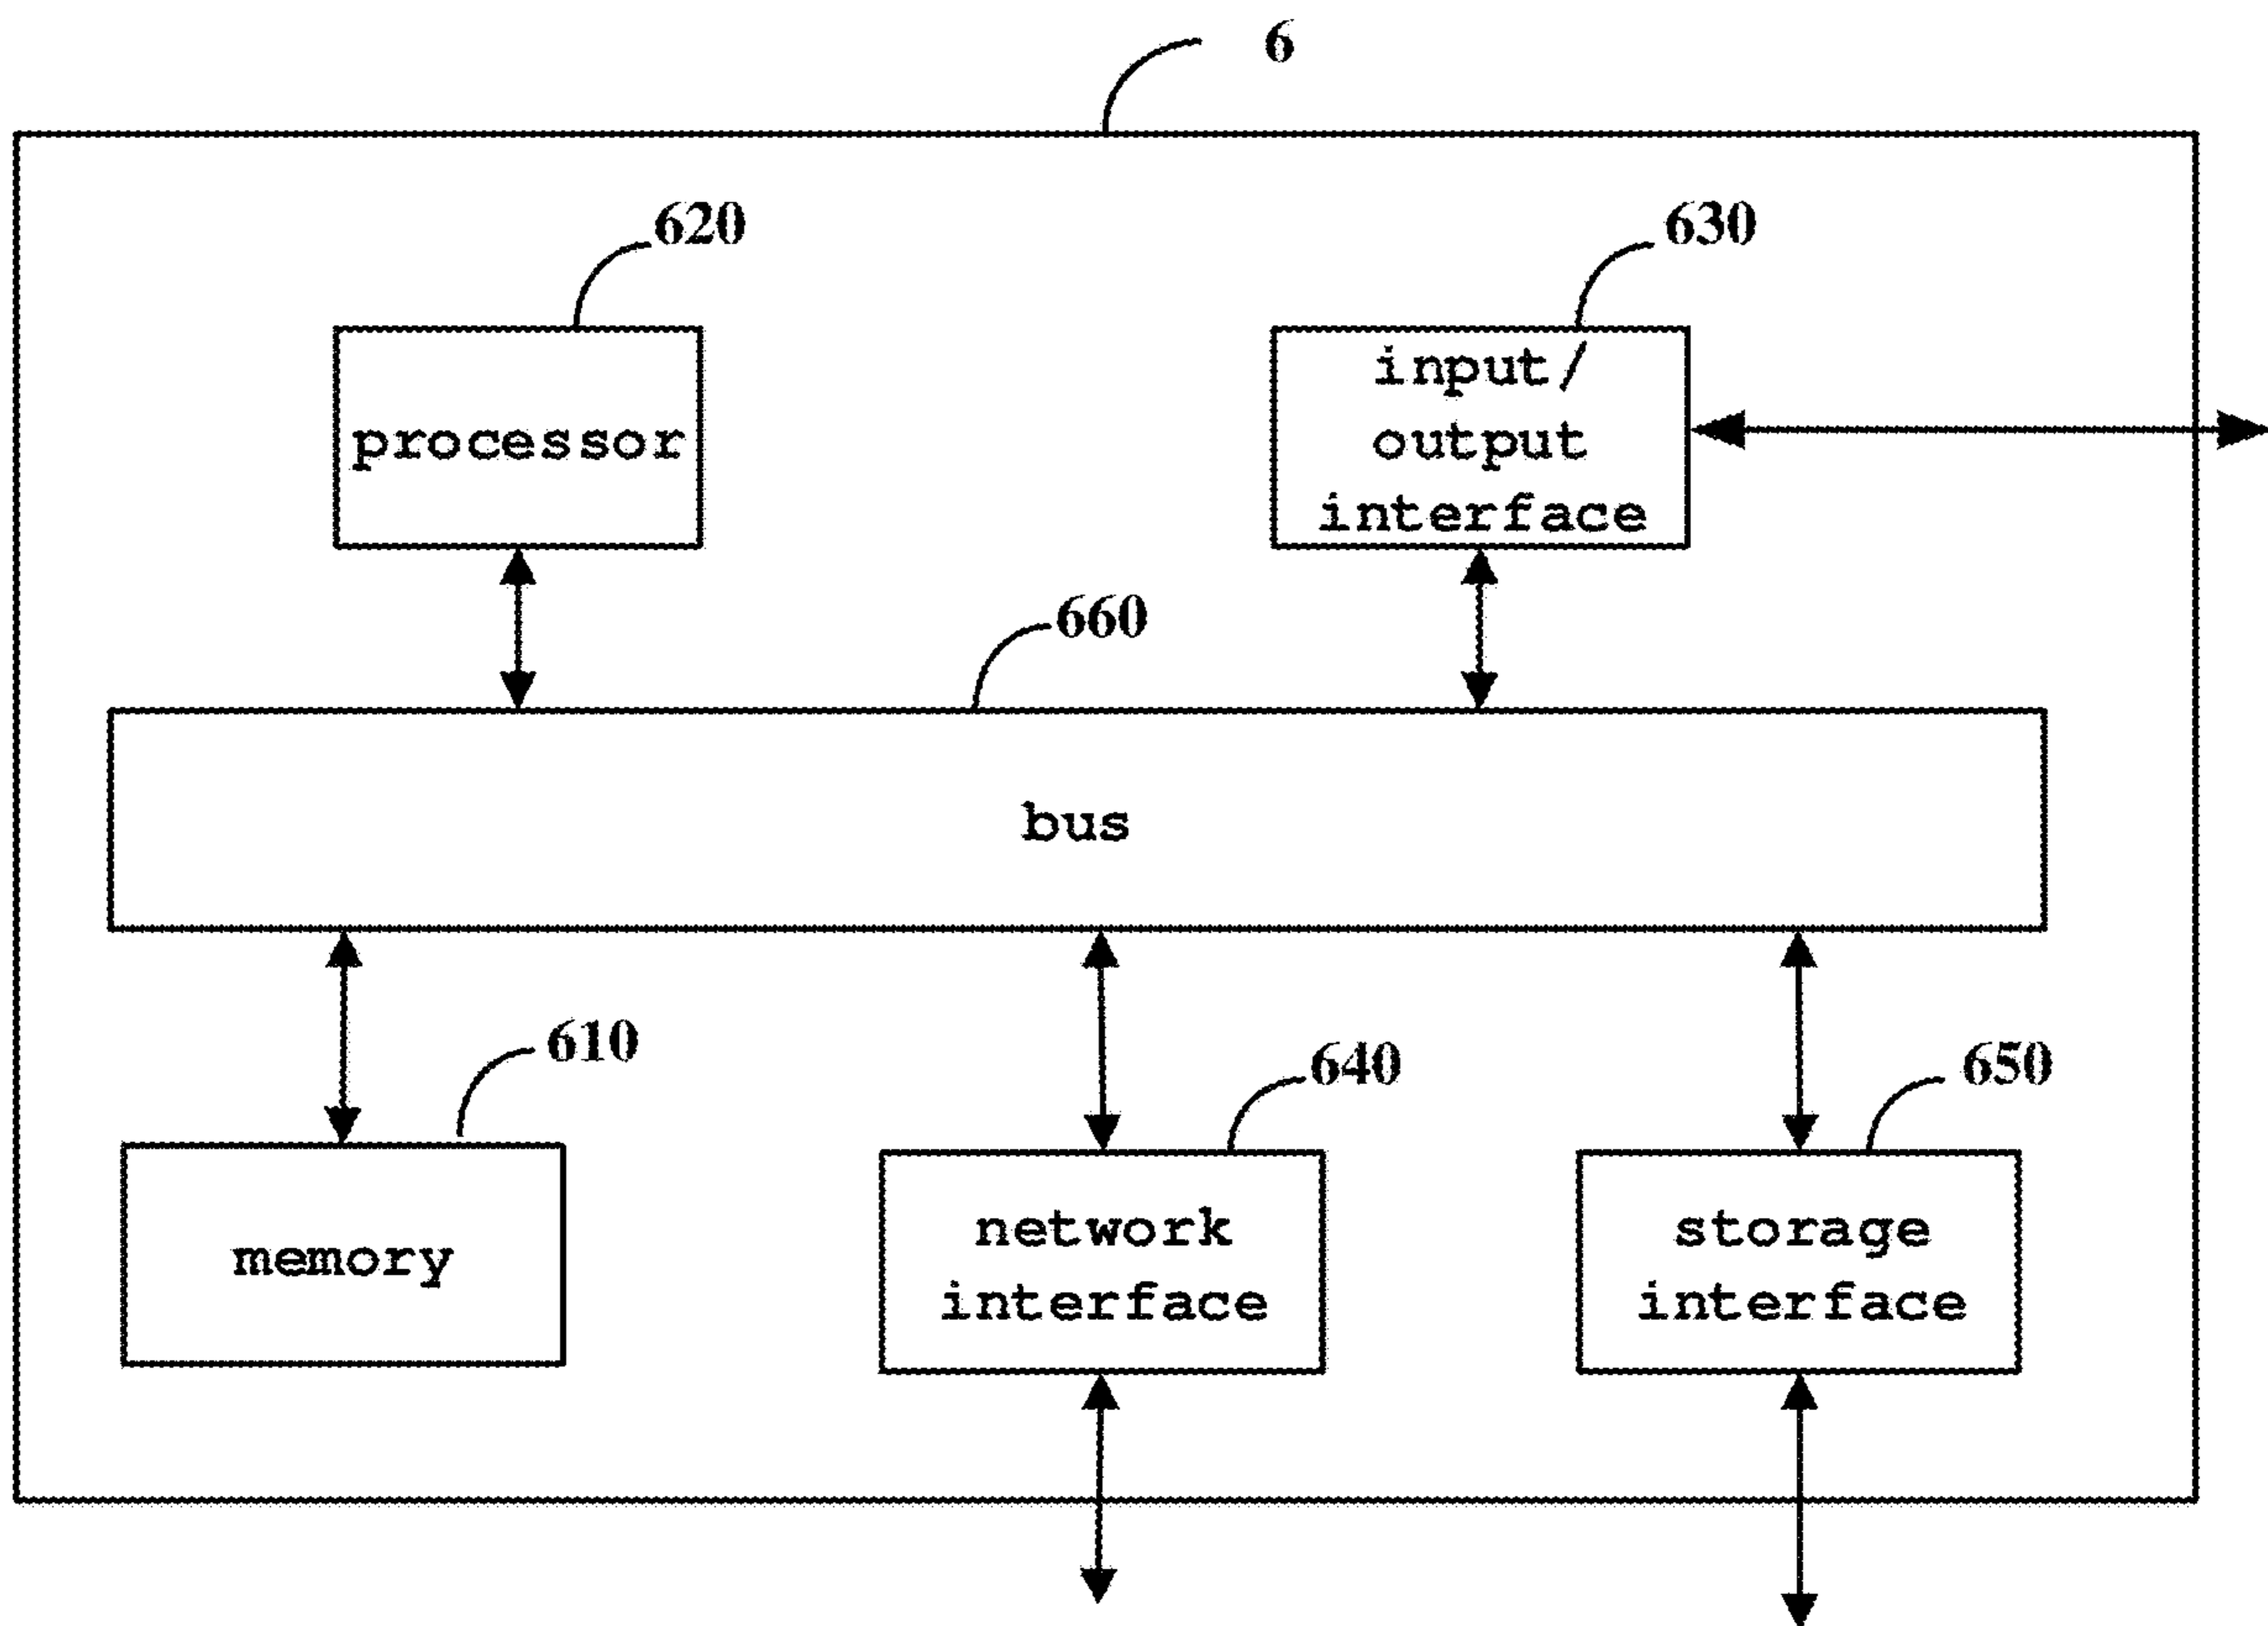 6
620
630
processor
input /
output
interface
660
bus
610
640
650
memory
network
interface
storage
interface